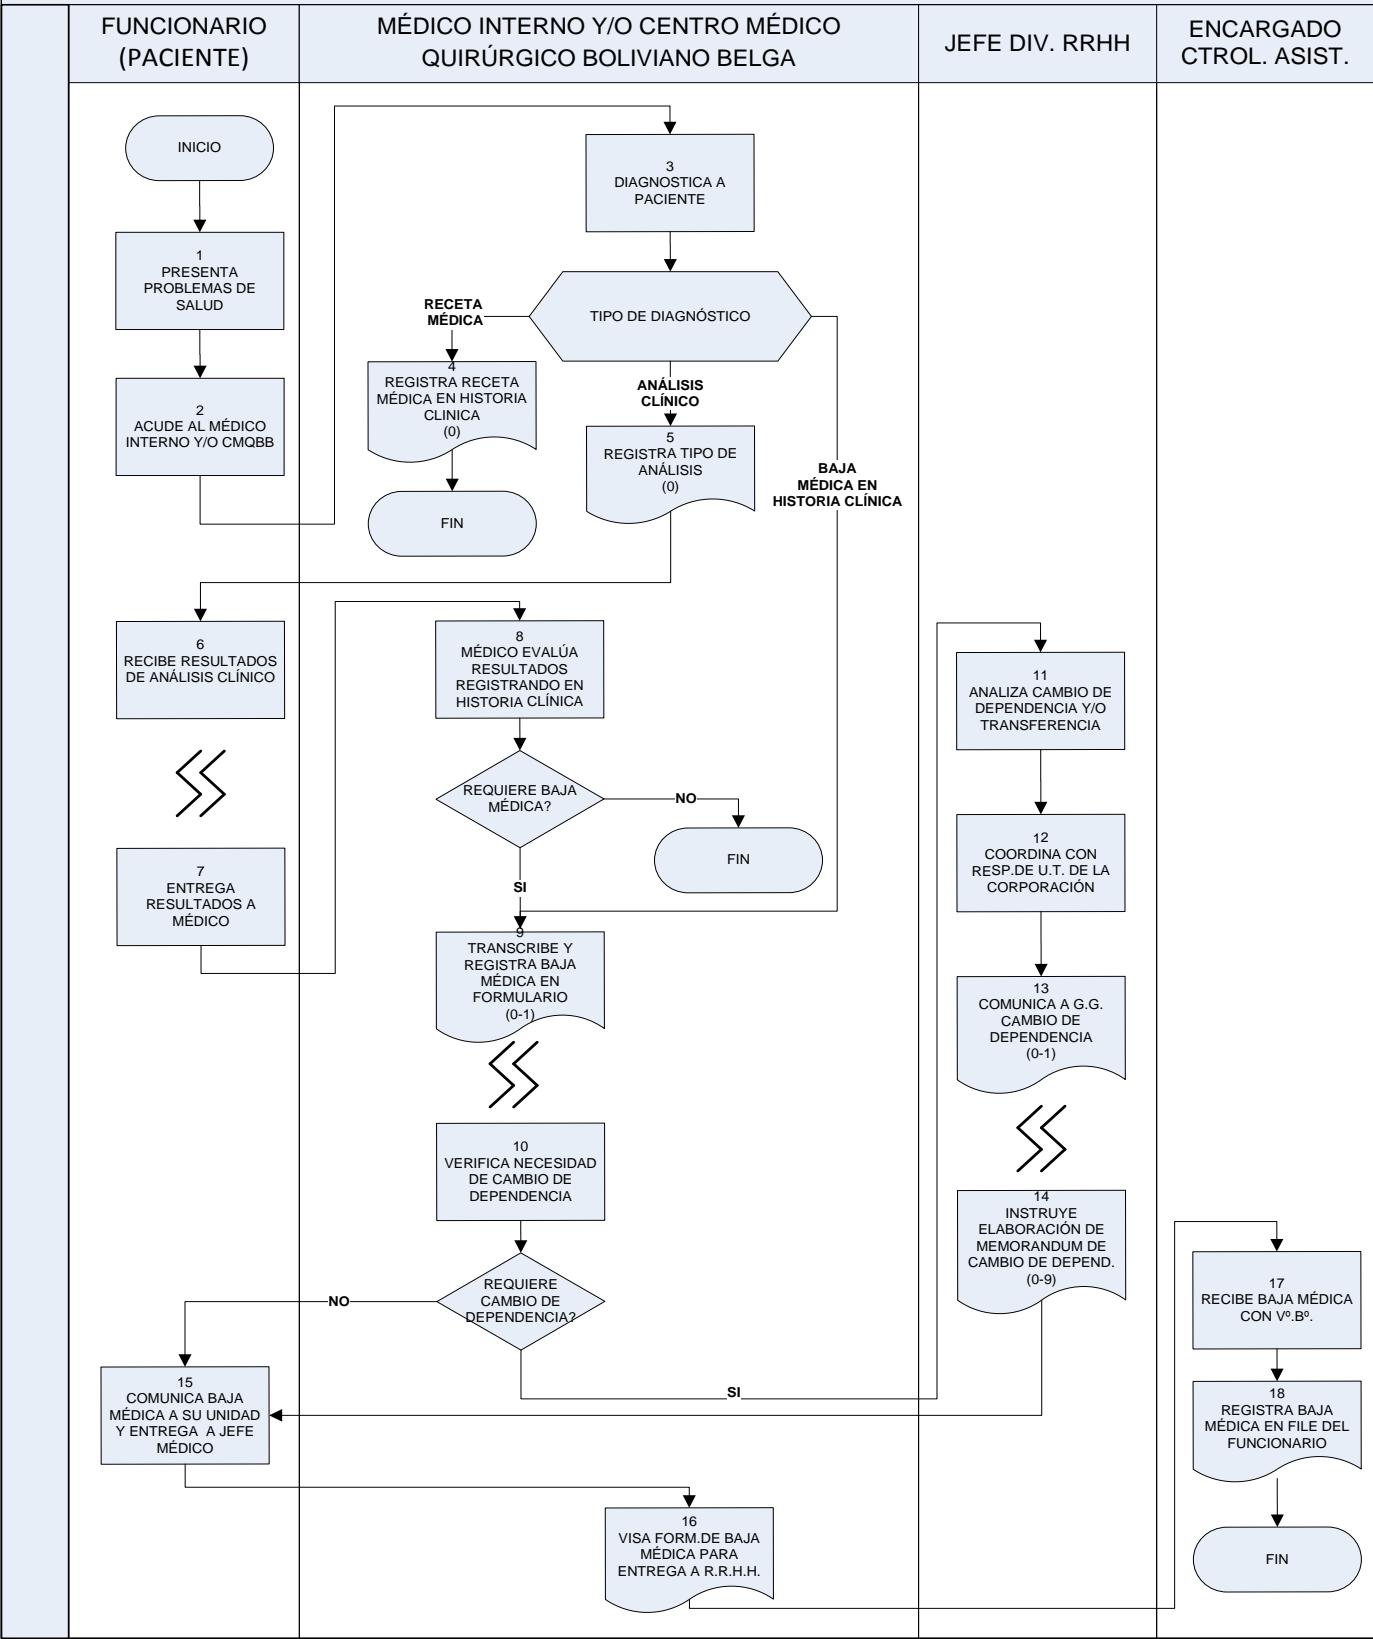 FUNCIONARIO
(PACIENTE)
MÉDICO INTERNO Y/O CENTRO MÉDICO
QUIRÚRGICO BOLIVIANO BELGA
JEFE DIV. RRHH
ENCARGADO
CTROL. ASIST.
INICIO
1
PRESENTA
PROBLEMAS DE
SALUD
2
ACUDE AL MÉDICO
INTERNO Y/O CMQBB
3
DIAGNOSTICA A
PACIENTE
TIPO DE DIAGNÓSTICO
RECETA
MÉDICA
4
REGISTRA RECETA
MÉDICA EN HISTORIA
CLINICA
(0)
FIN
ANÁLISIS
CLÍNICO
5
REGISTRA TIPO DE
ANÁLISIS
(0)
BAJA
MÉDICA EN
HISTORIA CLÍNICA
6
RECIBE RESULTADOS
DE ANÁLISIS CLÍNICO
7
ENTREGA
RESULTADOS A
MÉDICO
8
MÉDICO EVALÚA
RESULTADOS
REGISTRANDO EN
HISTORIA CLÍNICA
REQUIERE BAJA
MÉDICA?
NO
FIN
SI
9
TRANSCRIBE Y
REGISTRA BAJA
MÉDICA EN
FORMULARIO
(0-1)
10
VERIFICA NECESIDAD
DE CAMBIO DE
DEPENDENCIA
REQUIERE
CAMBIO DE
DEPENDENCIA?
NO
SI
11
ANALIZA CAMBIO DE
DEPENDENCIA Y/O
TRANSFERENCIA
12
COORDINA CON
RESP.DE U.T. DE LA
CORPORACIÓN
13
COMUNICA A G.G.
CAMBIO DE
DEPENDENCIA
(0-1)
14
INSTRUYE
ELABORACIÓN DE
MEMORANDUM DE
CAMBIO DE DEPEND.
(0-9)
15
COMUNICA BAJA
MÉDICA A SU UNIDAD
Y ENTREGA A JEFE
MÉDICO
16
VISA FORM.DE BAJA
MÉDICA PARA
ENTREGA A R.R.H.H.
17
RECIBE BAJA MÉDICA
CON Vº.Bº.
18
REGISTRA BAJA
MÉDICA EN FILE DEL
FUNCIONARIO
FIN